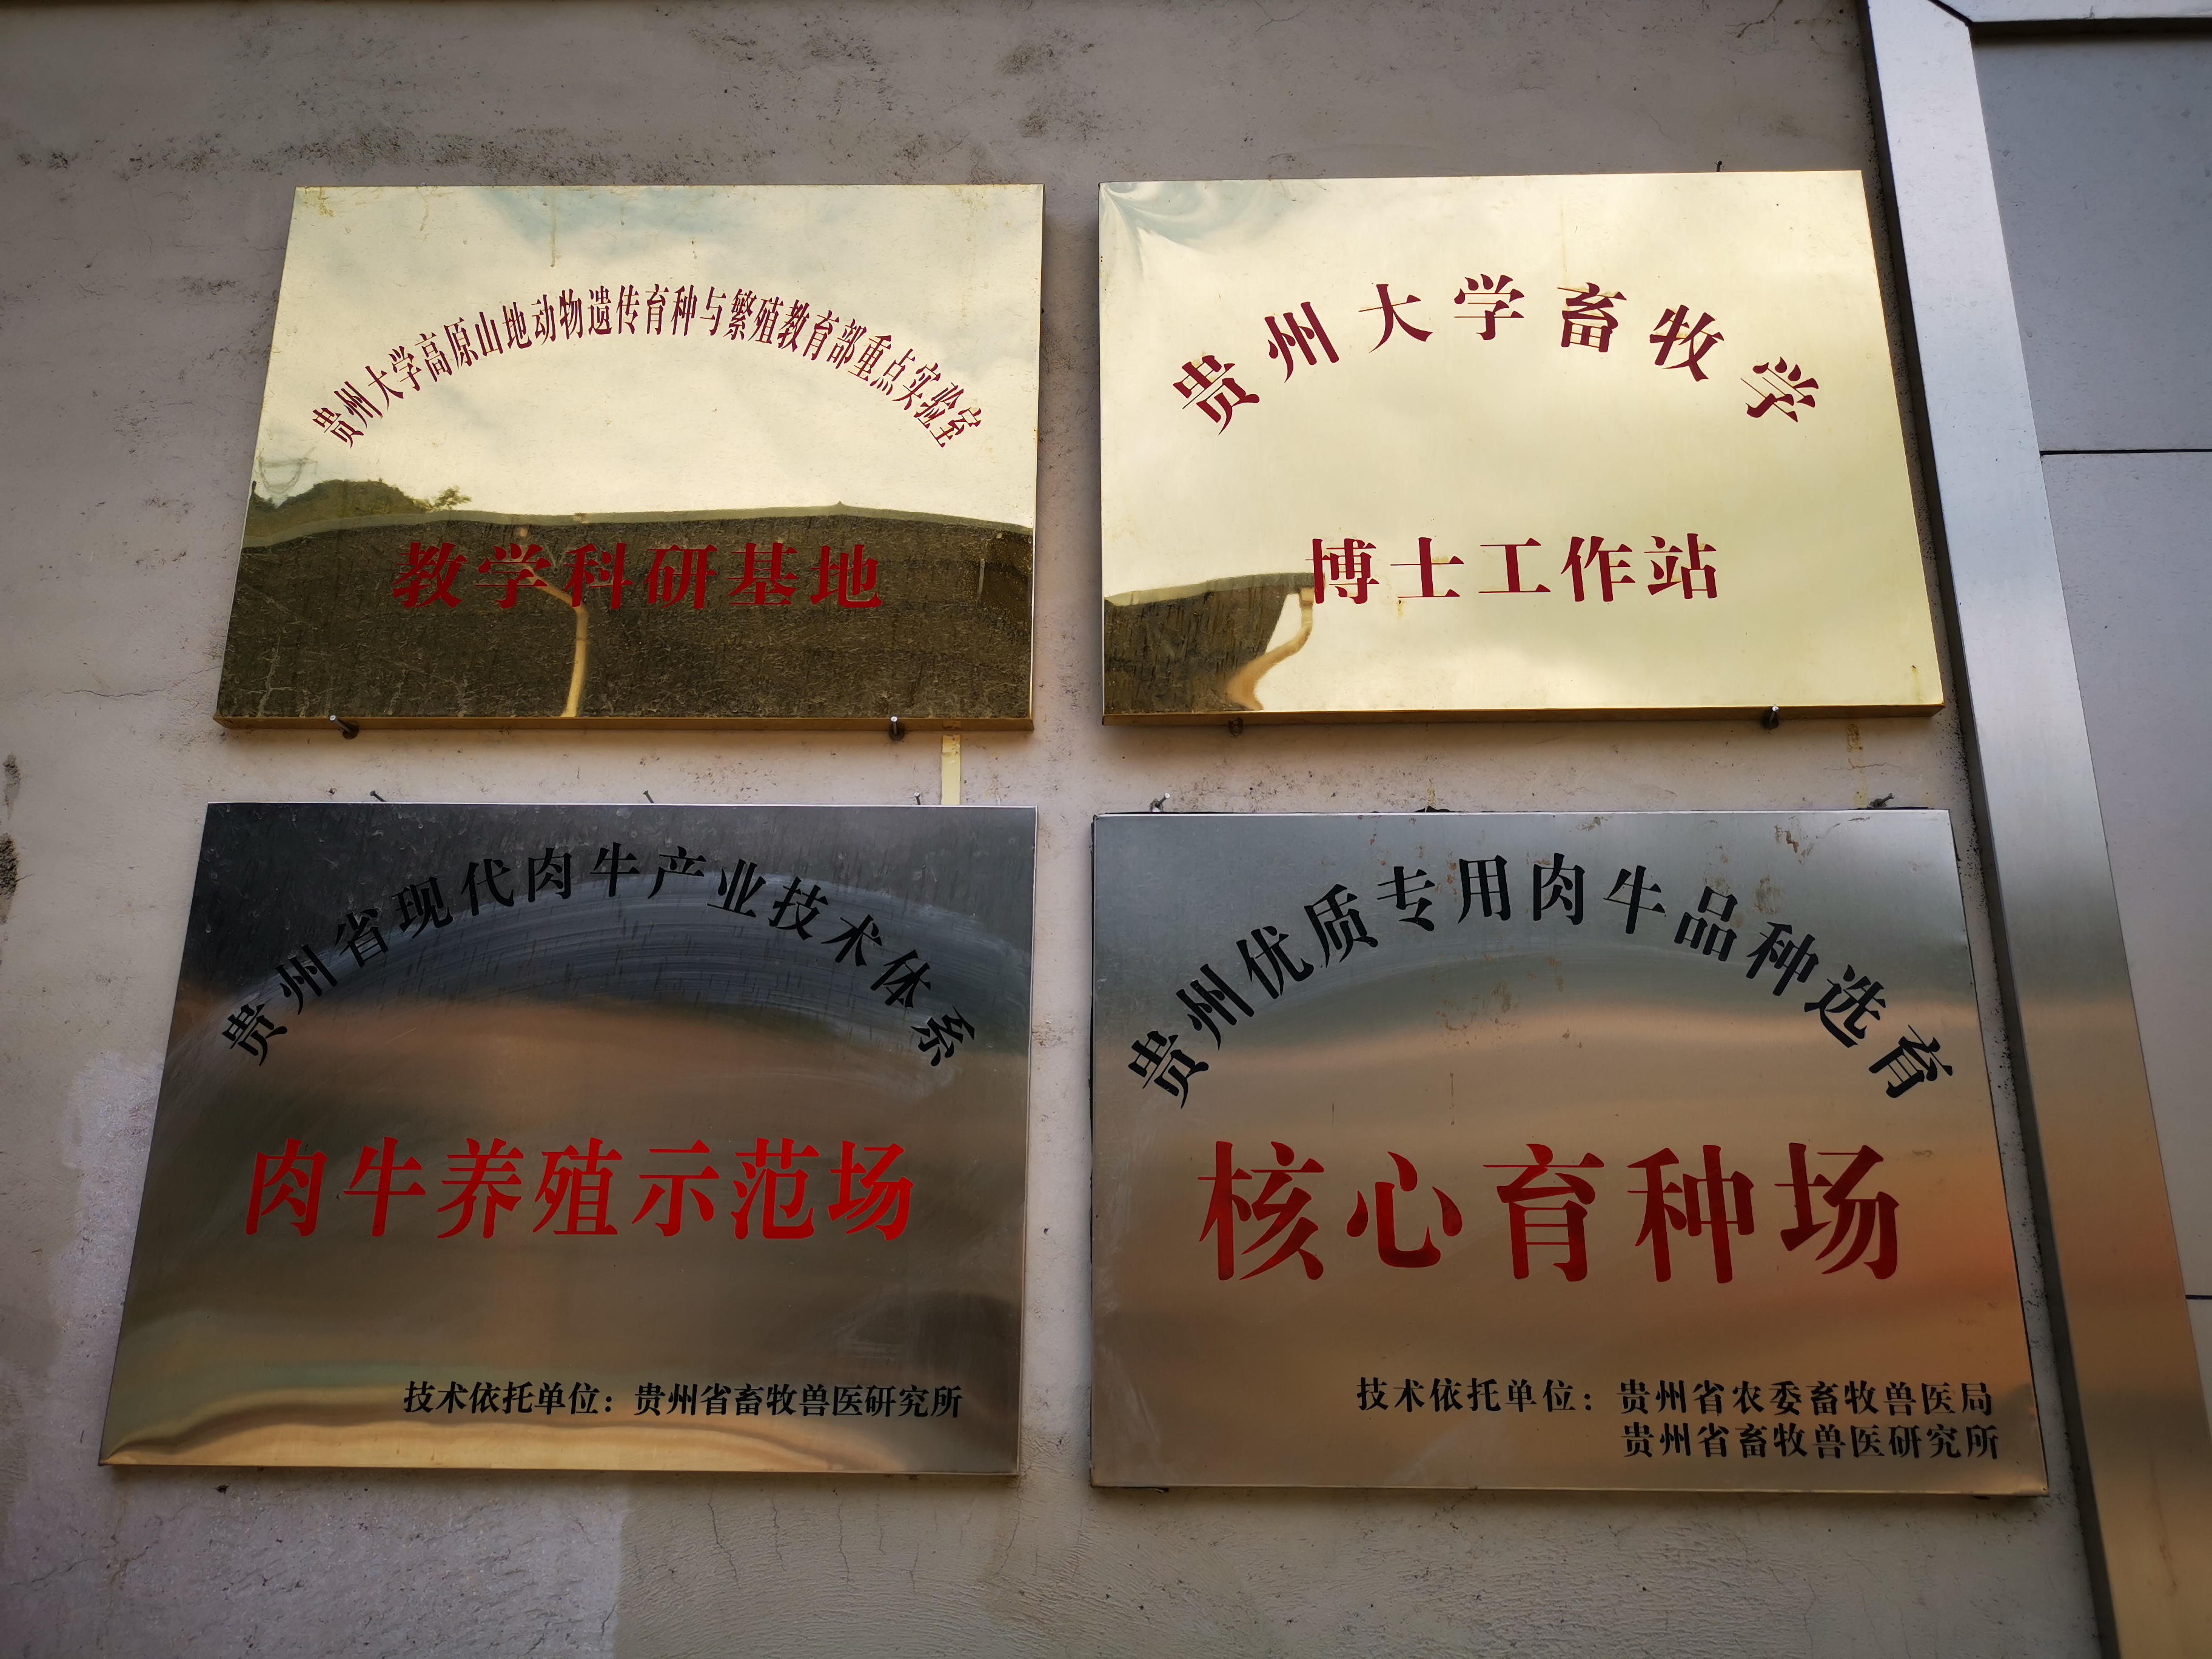 贵州大学高原山地动物遗传育种与繁殖教育部重点实验室
教学科研基地
贵州大学畜牧学
博士工作站
贵州省现代肉牛产业技术体系
肉牛养殖示范场
技术依托单位：贵州省畜牧兽医研究所
贵州优质专用肉牛品种选育
核心育种场
技术依托单位：贵州省农委畜牧兽医局
贵州省畜牧兽医研究所